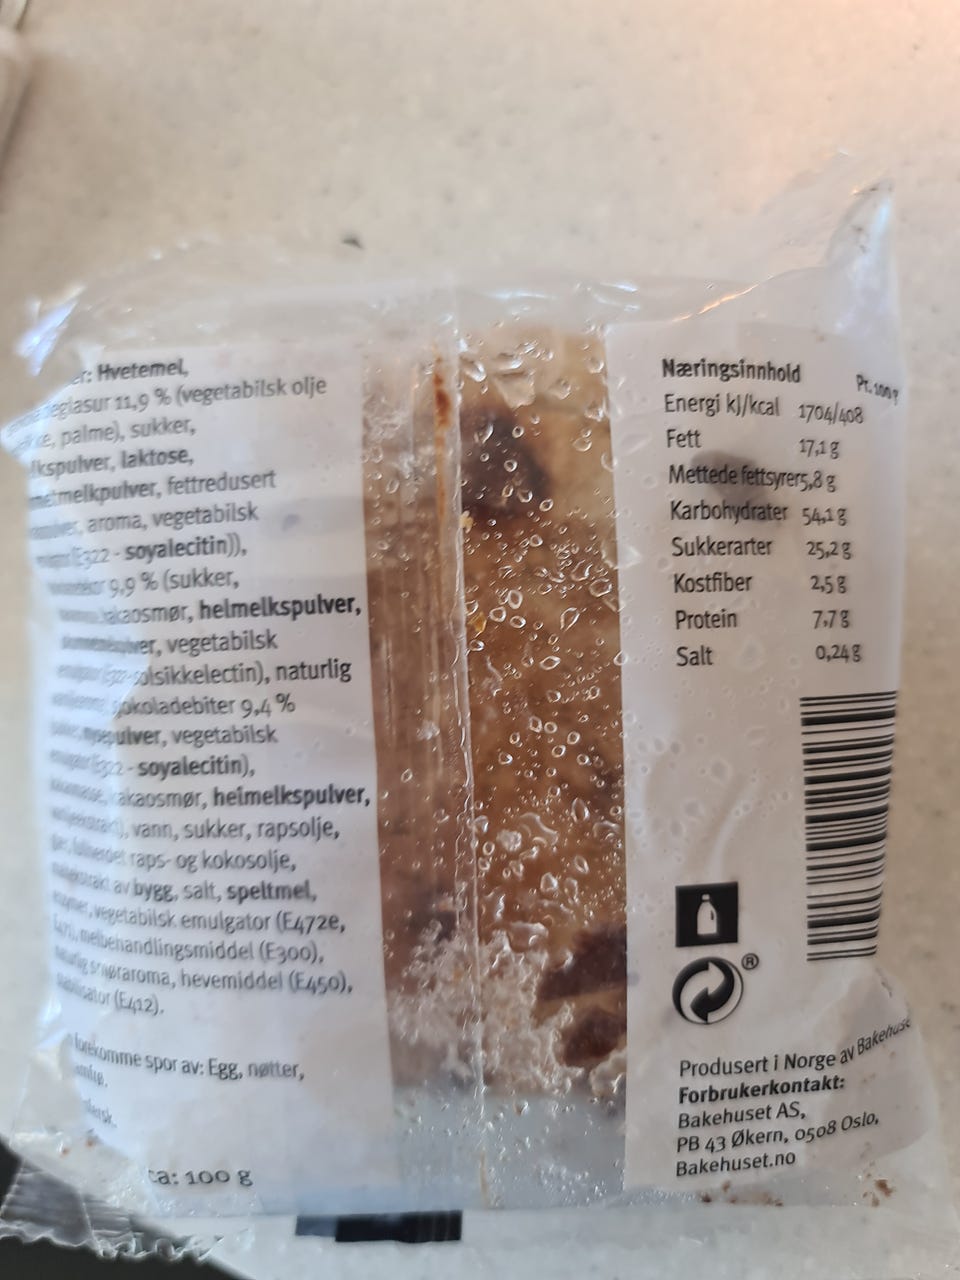 Hvetemel,
11,9 % (vegetabilsk olje
palme), sukker,
laktose,
fettredusert
aroma, vegetabilsk
(E322 - soyalecitin)),
9,9 % (sukker,
kakaosmør, helmelkspulver,
vegetabilsk
solsikkelectin), naturlig
sjokoladebiter 9,4 %
vegetabilsk
- soyalecitin),
kakaosmør, helmelkspulver,
vann, sukker, rapsolje,
raps- og kokosolje,
av bygg, salt, speltmel,
vegetabilsk emulgator (E472e,
melbehandlingsmiddel (E300),
smøraroma, hevemiddel (E450),
(E412).
forekomme spor av: Egg, nøtter,
ca: 100 g
Næringsinnhold Pr. 100 g
Energi kJ/kcal 1704/408
Fett 17,1 g
Mettede fettsyrer 5,8 g
Karbohydrater 54,1 g
Sukkerarter 25,2 g
Kostfiber 2,5 g
Protein 7,7 g
Salt 0,24 g
®
Produsert i Norge av Bakehuset
Forbrukerkontakt:
Bakehuset AS,
PB 43 Økern, 0508 Oslo,
Bakehuset.no